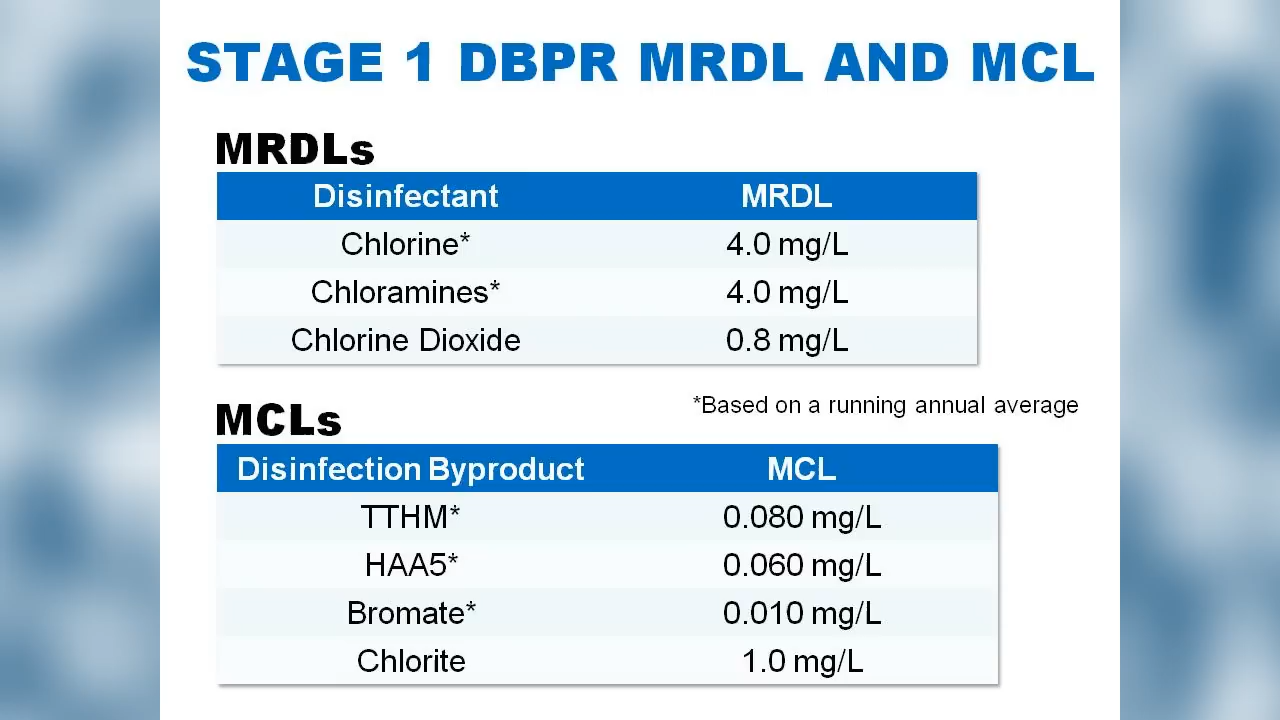 STAGE 1 DBPR MRDL AND MCL
MRDLs
Disinfectant MRDL
Chlorine* 4.0 mg/L
Chloramines* 4.0 mg/L
Chlorine Dioxide 0.8 mg/L
*Based on a running annual average
MCLs
Disinfection Byproduct MCL
TTHM* 0.080 mg/L
HAA5* 0.060 mg/L
Bromate* 0.010 mg/L
Chlorite 1.0 mg/L